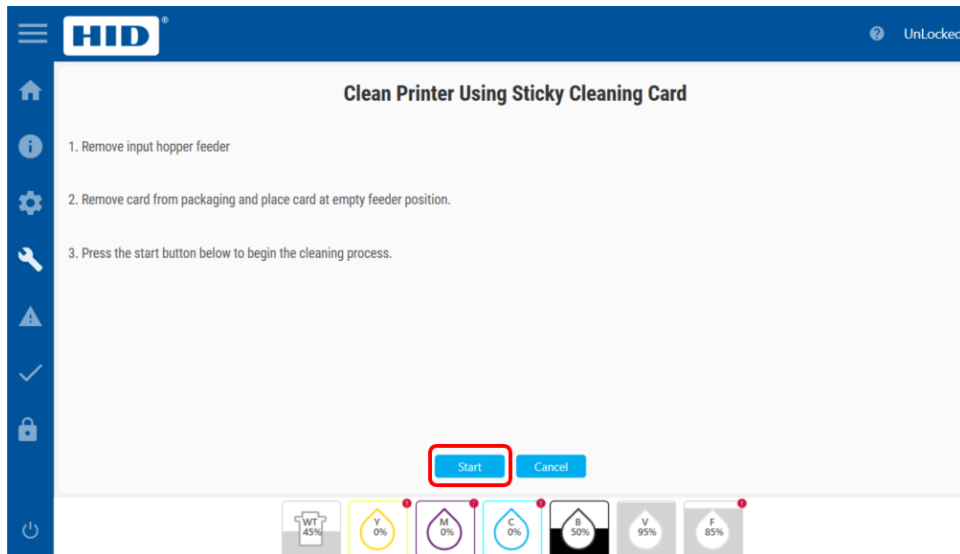 HID®
UnLocked
Clean Printer Using Sticky Cleaning Card
1. Remove input hopper feeder
2. Remove card from packaging and place card at empty feeder position.
3. Press the start button below to begin the cleaning process.
Start
Cancel
WT
45%
Y
0%
M
0%
C
0%
B
50%
V
95%
F
85%